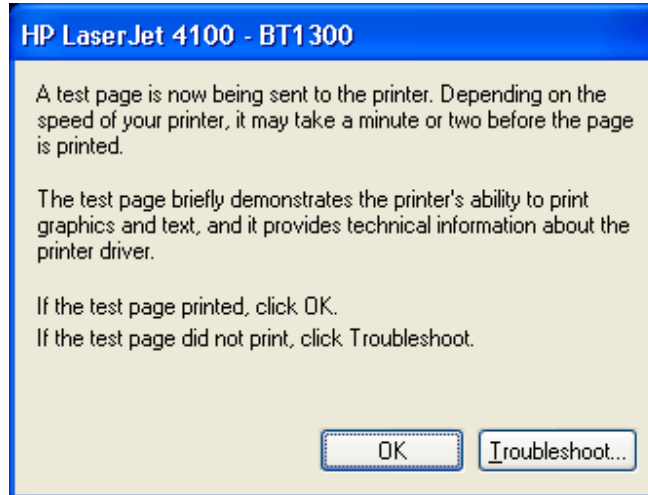 HP LaserJet 4100 - BT1300
A test page is now being sent to the printer. Depending on the
speed of your printer, it may take a minute or two before the page
is printed.
The test page briefly demonstrates the printer's ability to print
graphics and text, and it provides technical information about the
printer driver.
If the test page printed, click OK.
If the test page did not print, click Troubleshoot.
OK
Troubleshoot...